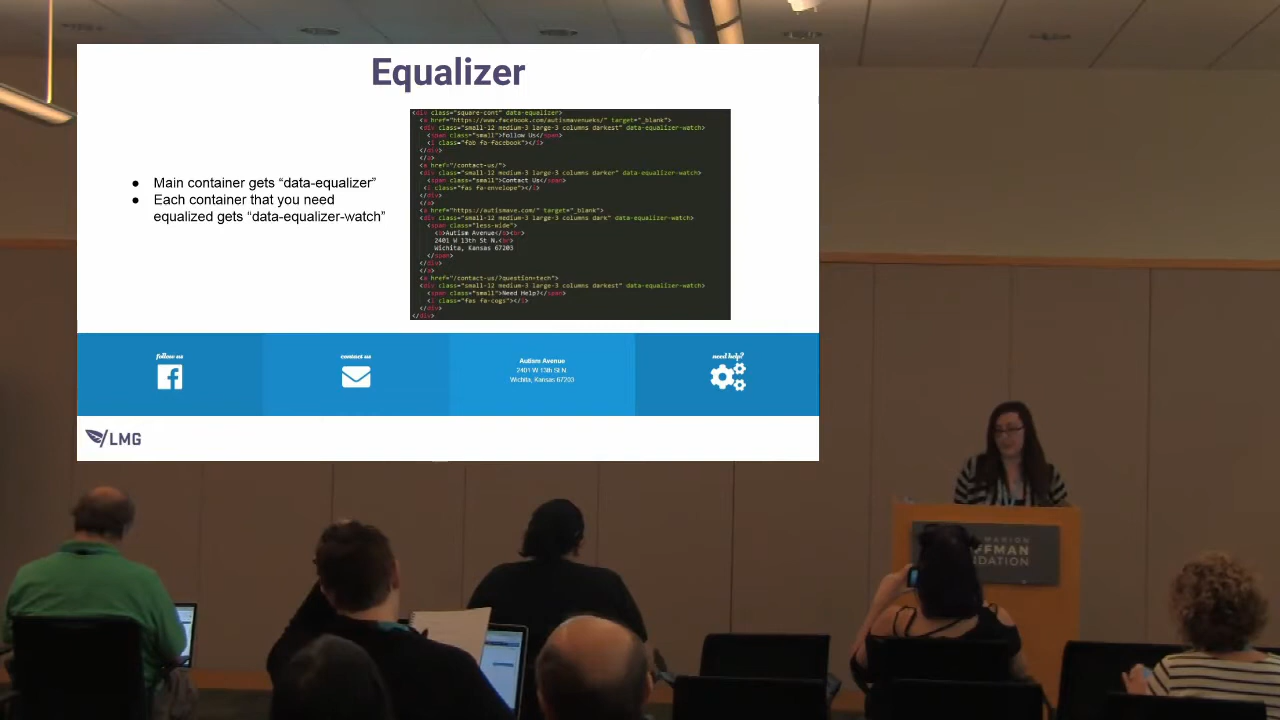 Equalizer
● Main container gets “data-equalizer”
● Each container that you need
equalized gets “data-equalizer-watch”
<div class="square-cont" data-equalizer>
<a href="https://www.facebook.com/autismavenueks/" target="_blank">
<div class="small-12 medium-3 large-3 columns darkest" data-equalizer-watch>
<span class="small">Follow Us</span>
<i class="fab fa-facebook"></i>
</div>
</a>
<a href="/contact-us/">
<div class="small-12 medium-3 large-3 columns darker" data-equalizer-watch>
<span class="small">Contact Us</span>
<i class="fas fa-envelope"></i>
</div>
</a>
<a href="https://autismave.com/" target="_blank">
<div class="small-12 medium-3 large-3 columns dark" data-equalizer-watch>
<span class="less-wide">
<b>Autism Avenue</b><br>
2401 W 13th St N.<br>
Wichita, Kansas 67203
</span>
</div>
</a>
<a href="/contact-us/?question=tech">
<div class="small-12 medium-3 large-3 columns darkest" data-equalizer-watch>
<span class="small">Need Help?</span>
<i class="fas fa-cogs"></i>
</div>
</div>
follow us
contact us
Autism Avenue
2401 W 13th St N.
Wichita, Kansas 67203
need help?
LMG
MARION
FFMAN
NDATION